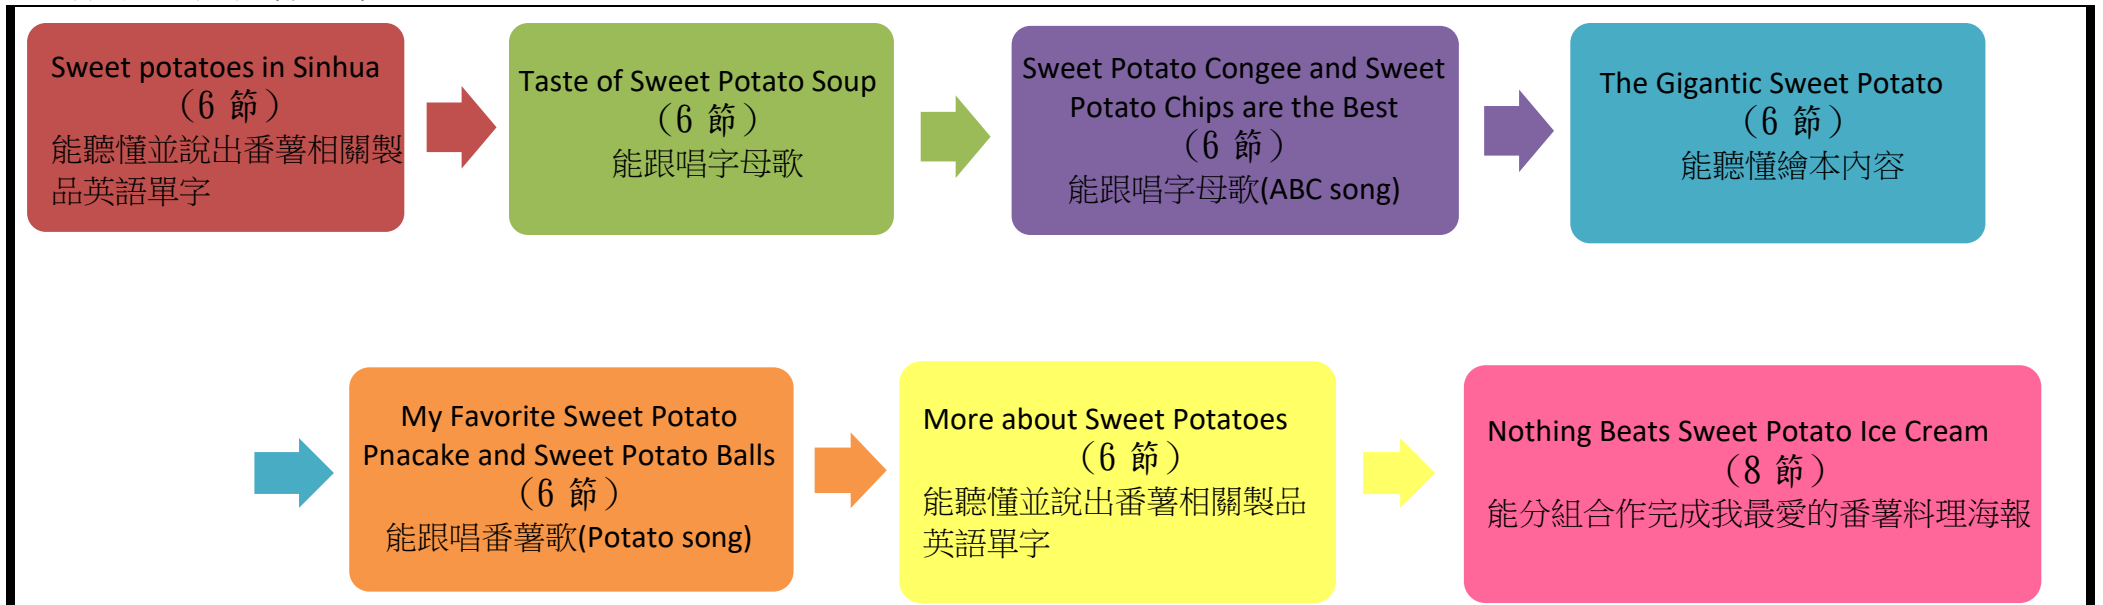 Sweet potatoes in Sinhua
（6 節）
能聽懂並說出番薯相關製
品英語單字
Taste of Sweet Potato Soup
（6 節）
能跟唱字母歌
Sweet Potato Congee and Sweet
Potato Chips are the Best
（6 節）
能跟唱字母歌(ABC song)
The Gigantic Sweet Potato
（6 節）
能聽懂繪本內容
My Favorite Sweet Potato
Pnacake and Sweet Potato Balls
（6 節）
能跟唱番薯歌(Potato song)
More about Sweet Potatoes
（6 節）
能聽懂並說出番薯相關製品
英語單字
Nothing Beats Sweet Potato Ice Cream
（8 節）
能分組合作完成我最愛的番薯料理海報